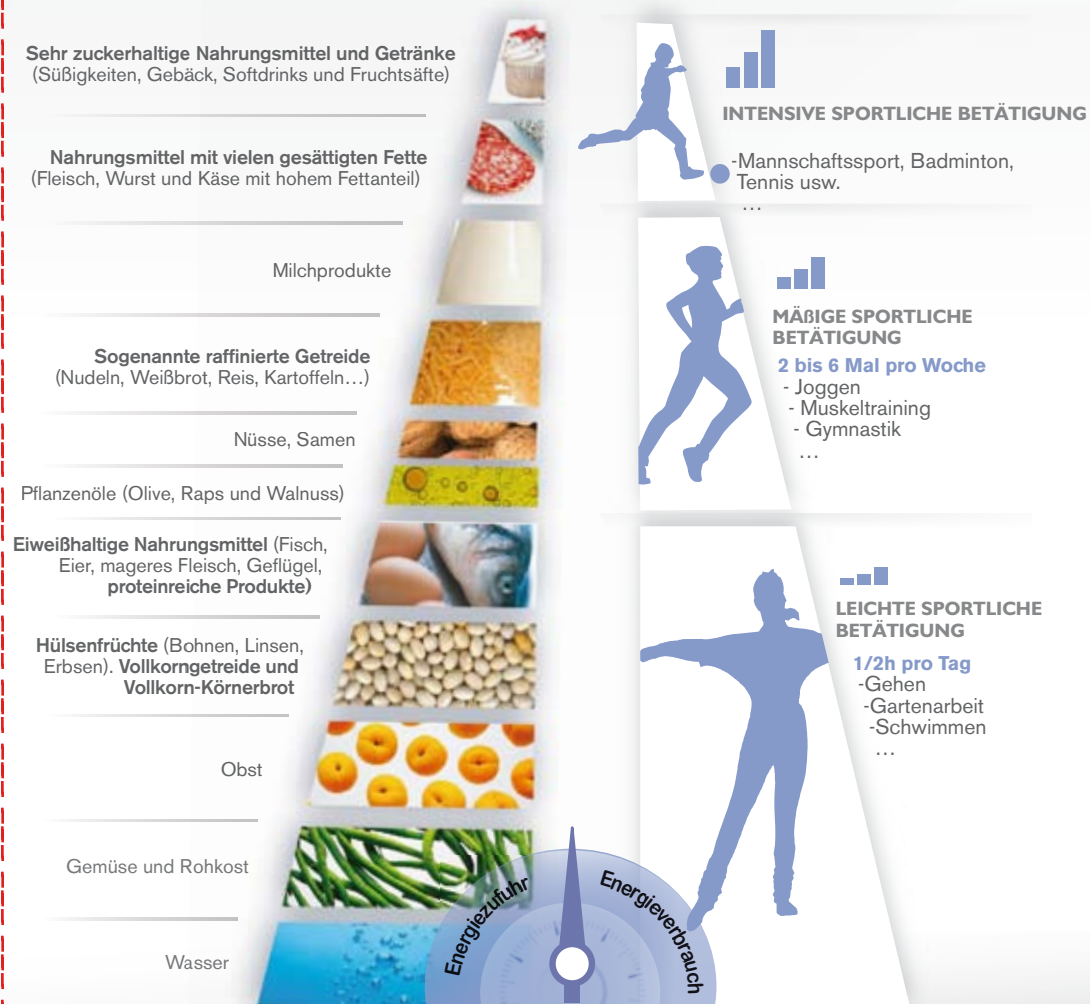 Sehr zuckerhaltige Nahrungsmittel und Getränke
(Süßigkeiten, Gebäck, Softdrinks und Fruchtsäfte)
Nahrungsmittel mit vielen gesättigten Fette
(Fleisch, Wurst und Käse mit hohem Fettanteil)
Milchprodukte
Sogenannte raffinierte Getreide
(Nudeln, Weißbrot, Reis, Kartoffeln…)
Nüsse, Samen
Pflanzenöle (Olive, Raps und Walnuss)
Eiweißhaltige Nahrungsmittel (Fisch,
Eier, mageres Fleisch, Geflügel,
proteinreiche Produkte)
Hülsenfrüchte (Bohnen, Linsen,
Erbsen). Vollkorngetreide und
Vollkorn-Körnerbrot
Obst
Gemüse und Rohkost
Wasser
Energiezufuhr
Energieverbrauch
INTENSIVE SPORTLICHE BETÄTIGUNG
-Mannschaftssport, Badminton,
Tennis usw.
…
MÄßIGE SPORTLICHE
BETÄTIGUNG
2 bis 6 Mal pro Woche
- Joggen
- Muskeltraining
- Gymnastik
…
LEICHTE SPORTLICHE
BETÄTIGUNG
1/2h pro Tag
-Gehen
-Gartenarbeit
-Schwimmen
…